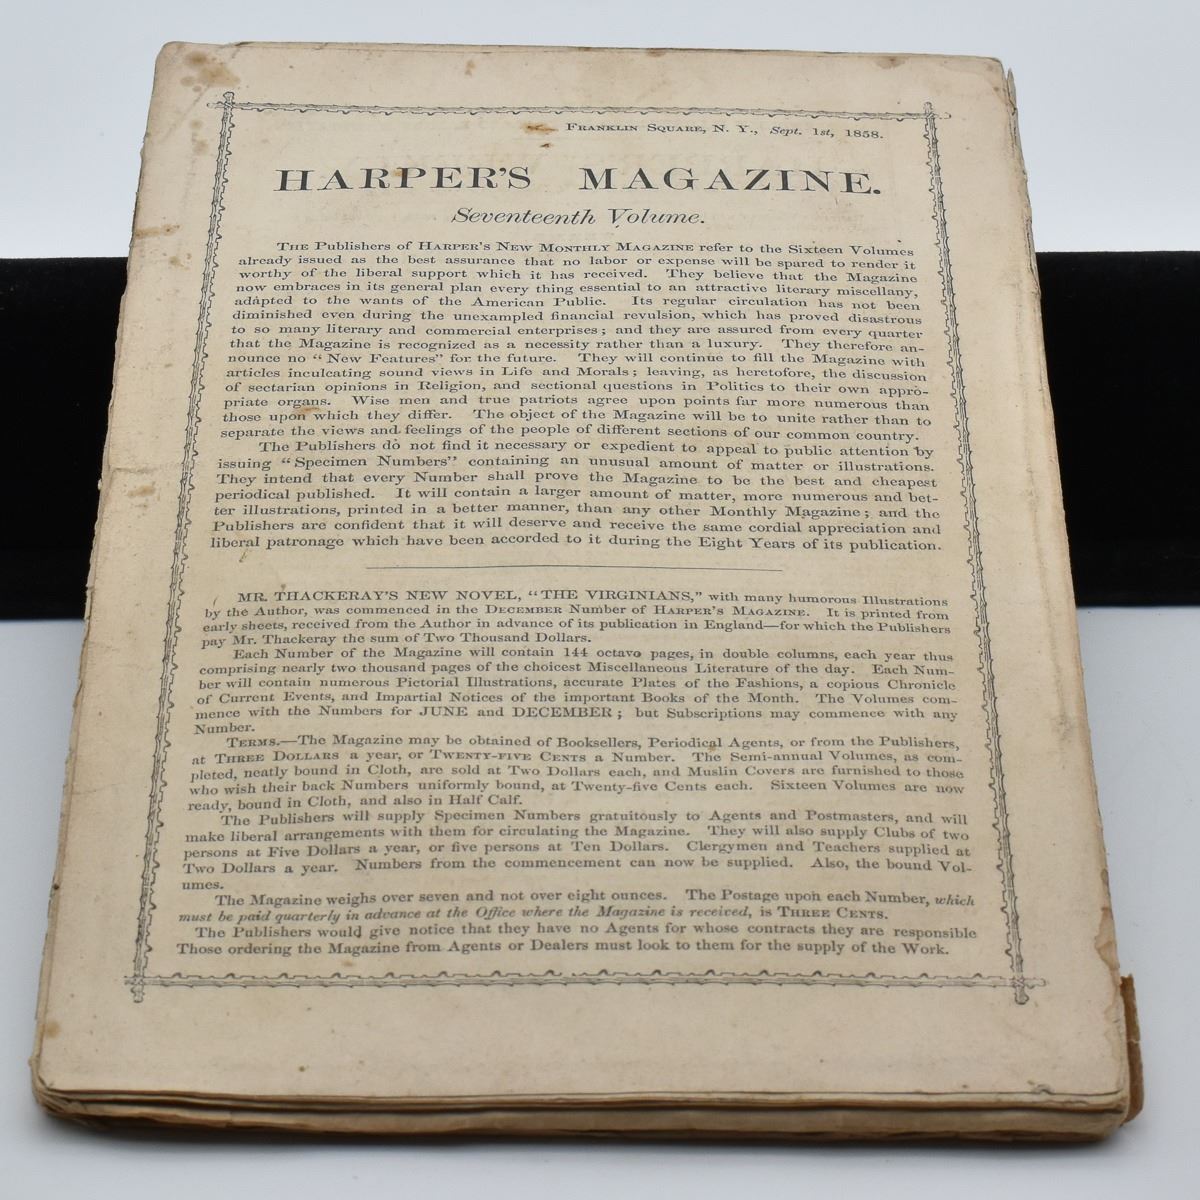 Franklin Square, N. Y., Sept. 1st, 1858.
HARPER'S MAGAZINE.
Seventeenth Volume.
The Publishers of Harper's New Monthly Magazine refer to the Sixteen Volumes
already issued as the best assurance that no labor or expense will be spared to render it
worthy of the liberal support which it has received. They believe that the Magazine
now embraces in its general plan every thing essential to an attractive literary miscellany,
adapted to the wants of the American Public. Its regular circulation has not been
diminished even during the unexampled financial revulsion, which has proved disastrous
to so many literary and commercial enterprises; and they are assured from every quarter
that the Magazine is recognized as a necessity rather than a luxury. They therefore an-
nounce no "New Features" for the future. They will continue to fill the Magazine with
articles inculcating sound views in Life and Morals; leaving, as heretofore, the discussion
of sectarian opinions in Religion, and sectional questions in Politics to their own appro-
priate organs. Wise men and true patriots agree upon points far more numerous than
those upon which they differ. The object of the Magazine will be to unite rather than to
separate the views and feelings of the people of different sections of our common country.
The Publishers do not find it necessary or expedient to appeal to public attention by
issuing "Specimen Numbers" containing an unusual amount of matter or illustrations.
They intend that every Number shall prove the Magazine to be the best and cheapest
periodical published. It will contain a larger amount of matter, more numerous and bet-
ter illustrations, printed in a better manner, than any other Monthly Magazine; and the
Publishers are confident that it will deserve and receive the same cordial appreciation and
liberal patronage which have been accorded to it during the Eight Years of its publication.
MR. THACKERAY'S NEW NOVEL, "THE VIRGINIANS," with many humorous Illustrations
by the Author, was commenced in the December Number of Harper's Magazine. It is printed from
early sheets, received from the Author in advance of its publication in England—for which the Publishers
pay Mr. Thackeray the sum of Two Thousand Dollars.
Each Number of the Magazine will contain 144 octavo pages, in double columns, each year thus
comprising nearly two thousand pages of the choicest Miscellaneous Literature of the day. Each Num-
ber will contain numerous Pictorial Illustrations, accurate Plates of the Fashions, a copious Chronicle
of Current Events, and Impartial Notices of the important Books of the Month. The Volumes com-
mence with the Numbers for JUNE and DECEMBER; but Subscriptions may commence with any
Number.
Terms.—The Magazine may be obtained of Booksellers, Periodical Agents, or from the Publishers,
at Three Dollars a year, or Twenty-five Cents a Number. The Semi-annual Volumes, as com-
pleted, neatly bound in Cloth, are sold at Two Dollars each, and Muslin Covers are furnished to those
who wish their back Numbers uniformly bound, at Twenty-five Cents each. Sixteen Volumes are now
ready, bound in Cloth, and also in Half Calf.
The Publishers will supply Specimen Numbers gratuitously to Agents and Postmasters, and will
make liberal arrangements with them for circulating the Magazine. They will also supply Clubs of two
persons at Five Dollars a year, or five persons at Ten Dollars. Clergymen and Teachers supplied at
Two Dollars a year. Numbers from the commencement can now be supplied. Also, the bound Vol-
umes.
The Magazine weighs over seven and not over eight ounces. The Postage upon each Number, which
must be paid quarterly in advance at the Office where the Magazine is received, is Three Cents.
The Publishers would give notice that they have no Agents for whose contracts they are responsible
Those ordering the Magazine from Agents or Dealers must look to them for the supply of the Work.